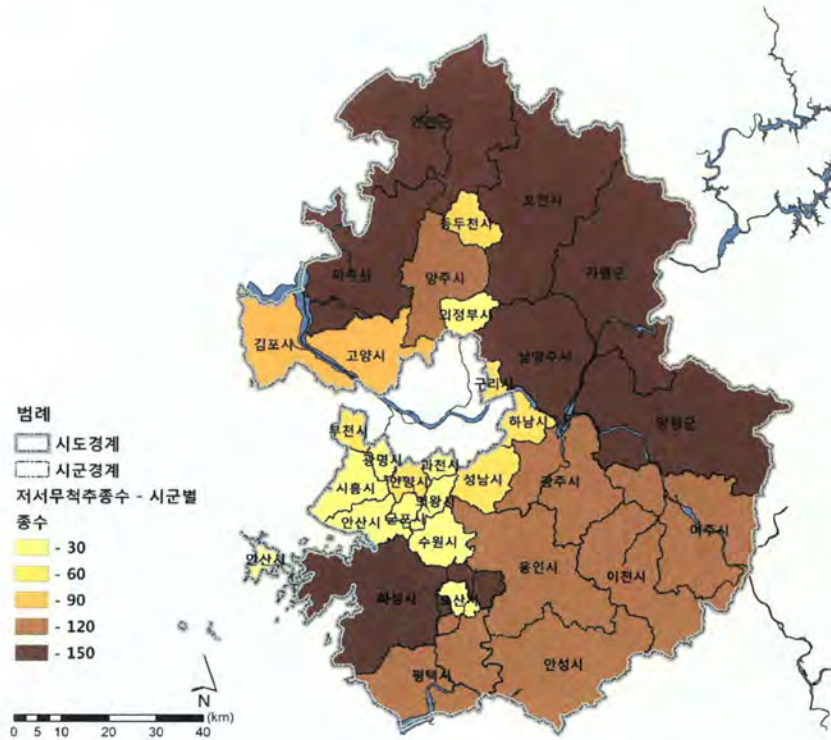 연천군
포천시
동두천시
가평군
파주시
양주시
의정부시
김포시
고양시
남양주시
구리시
양평군
하남시
부천시
광명시
과천시
시흥시
안양시
성남시
광주시
의왕시
여주시
안산시
군포시
수원시
안산시
용인시
이천시
화성시
오산시
평택시
안성시
범례
시도경계
시군경계
저서무척추종수 - 시군별
종수
- 30
- 60
- 90
- 120
- 150
N
(km)
0 5 10 20 30 40